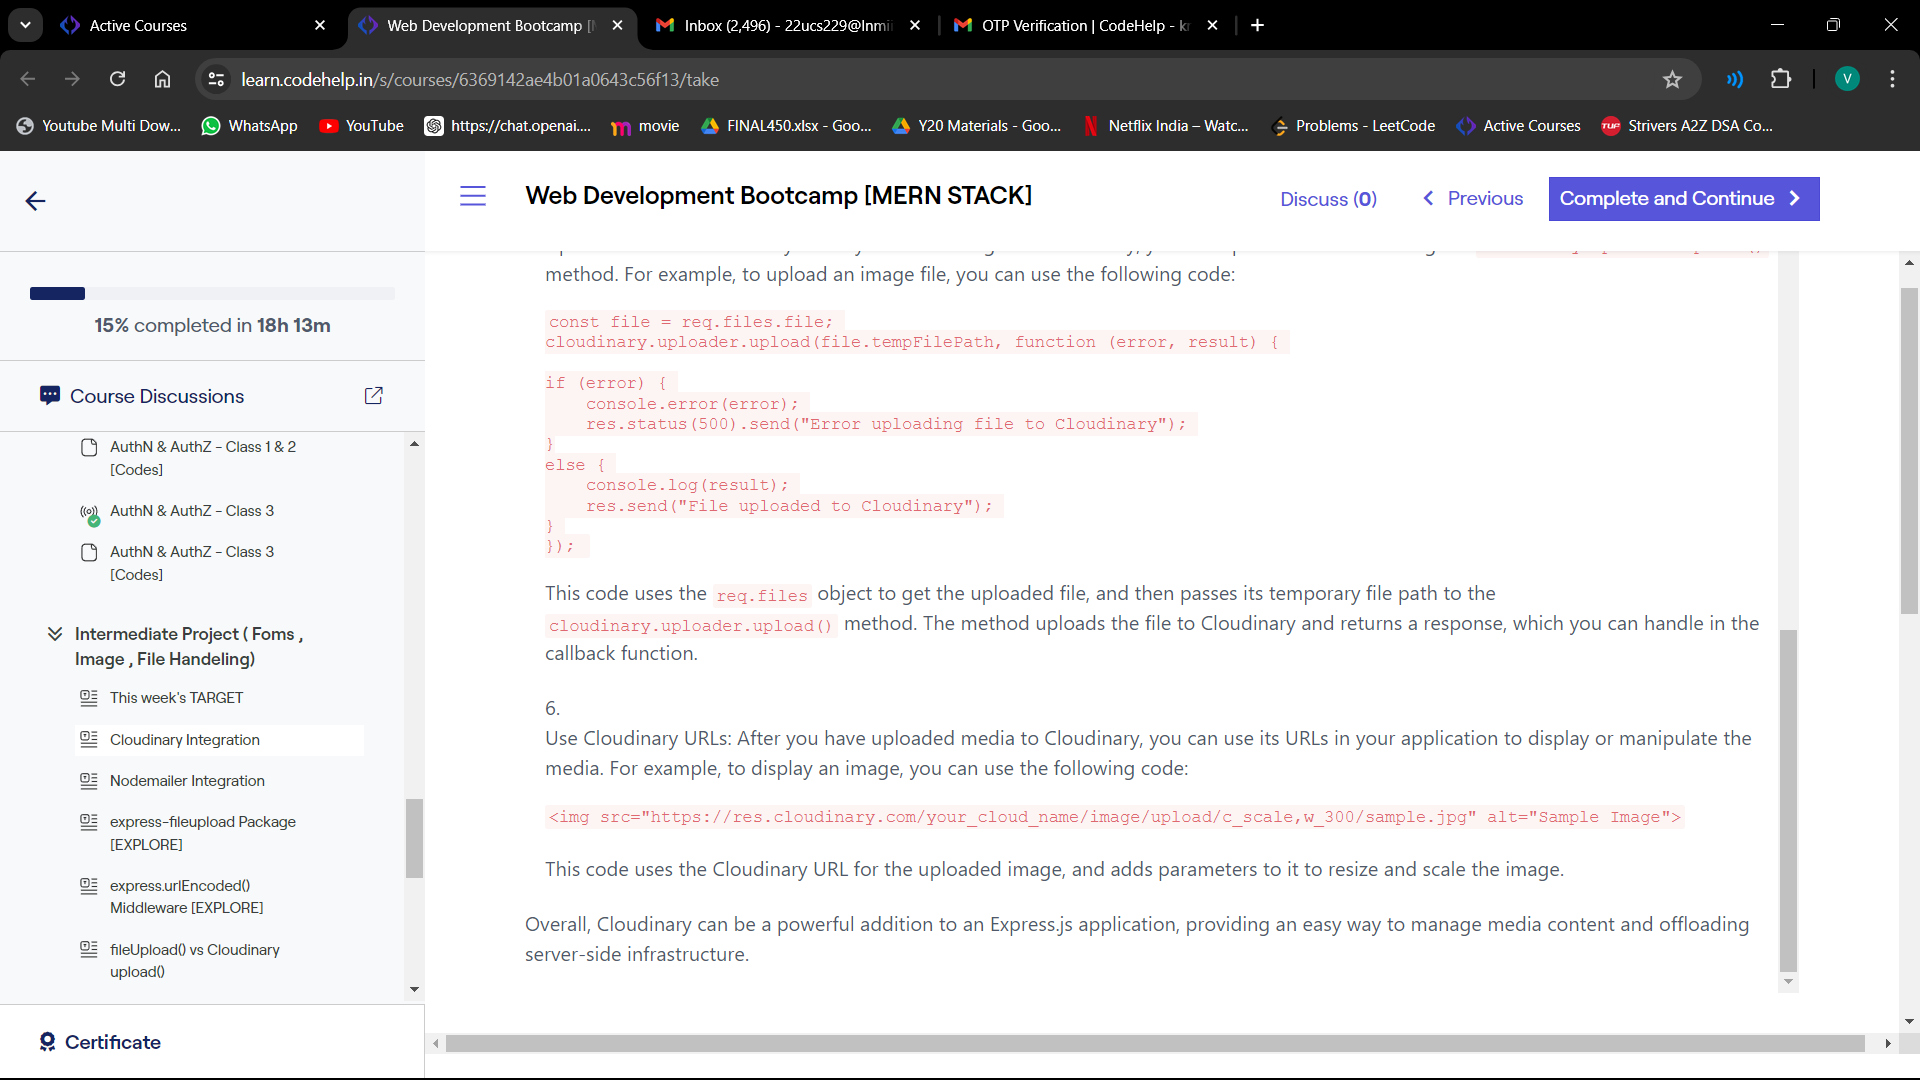 Active Courses
Web Development Bootcamp [
Inbox (2,496) - 22ucs229@lnmii
OTP Verification | CodeHelp - k
learn.codehelp.in/s/courses/6369142ae4b01a0643c56f13/take
V
Youtube Multi Dow...
WhatsApp
YouTube
https://chat.openai....
movie
FINAL450.xlsx - Goo...
Y20 Materials - Goo...
Netflix India – Watc...
Problems - LeetCode
Active Courses
TUF
Strivers A2Z DSA Co...
Web Development Bootcamp [MERN STACK]
Discuss (0)
Previous
Complete and Continue
15% completed in 18h 13m
Course Discussions
AuthN & AuthZ - Class 1 & 2
[Codes]
AuthN & AuthZ - Class 3
AuthN & AuthZ - Class 3
[Codes]
Intermediate Project ( Foms ,
Image , File Handeling)
This week's TARGET
Cloudinary Integration
Nodemailer Integration
express-fileupload Package
[EXPLORE]
express.urlEncoded()
Middleware [EXPLORE]
fileUpload() vs Cloudinary
upload()
Certificate
method. For example, to upload an image file, you can use the following code:
const file = req.files.file;
cloudinary.uploader.upload(file.tempFilePath, function (error, result) {
if (error) {
console.error(error);
res.status(500).send("Error uploading file to Cloudinary");
}
else {
console.log(result);
res.send("File uploaded to Cloudinary");
}
});
This code uses the req.files object to get the uploaded file, and then passes its temporary file path to the
cloudinary.uploader.upload() method. The method uploads the file to Cloudinary and returns a response, which you can handle in the
callback function.
6.
Use Cloudinary URLs: After you have uploaded media to Cloudinary, you can use its URLs in your application to display or manipulate the
media. For example, to display an image, you can use the following code:
<img src="https://res.cloudinary.com/your_cloud_name/image/upload/c_scale,w_300/sample.jpg" alt="Sample Image">
This code uses the Cloudinary URL for the uploaded image, and adds parameters to it to resize and scale the image.
Overall, Cloudinary can be a powerful addition to an Express.js application, providing an easy way to manage media content and offloading
server-side infrastructure.